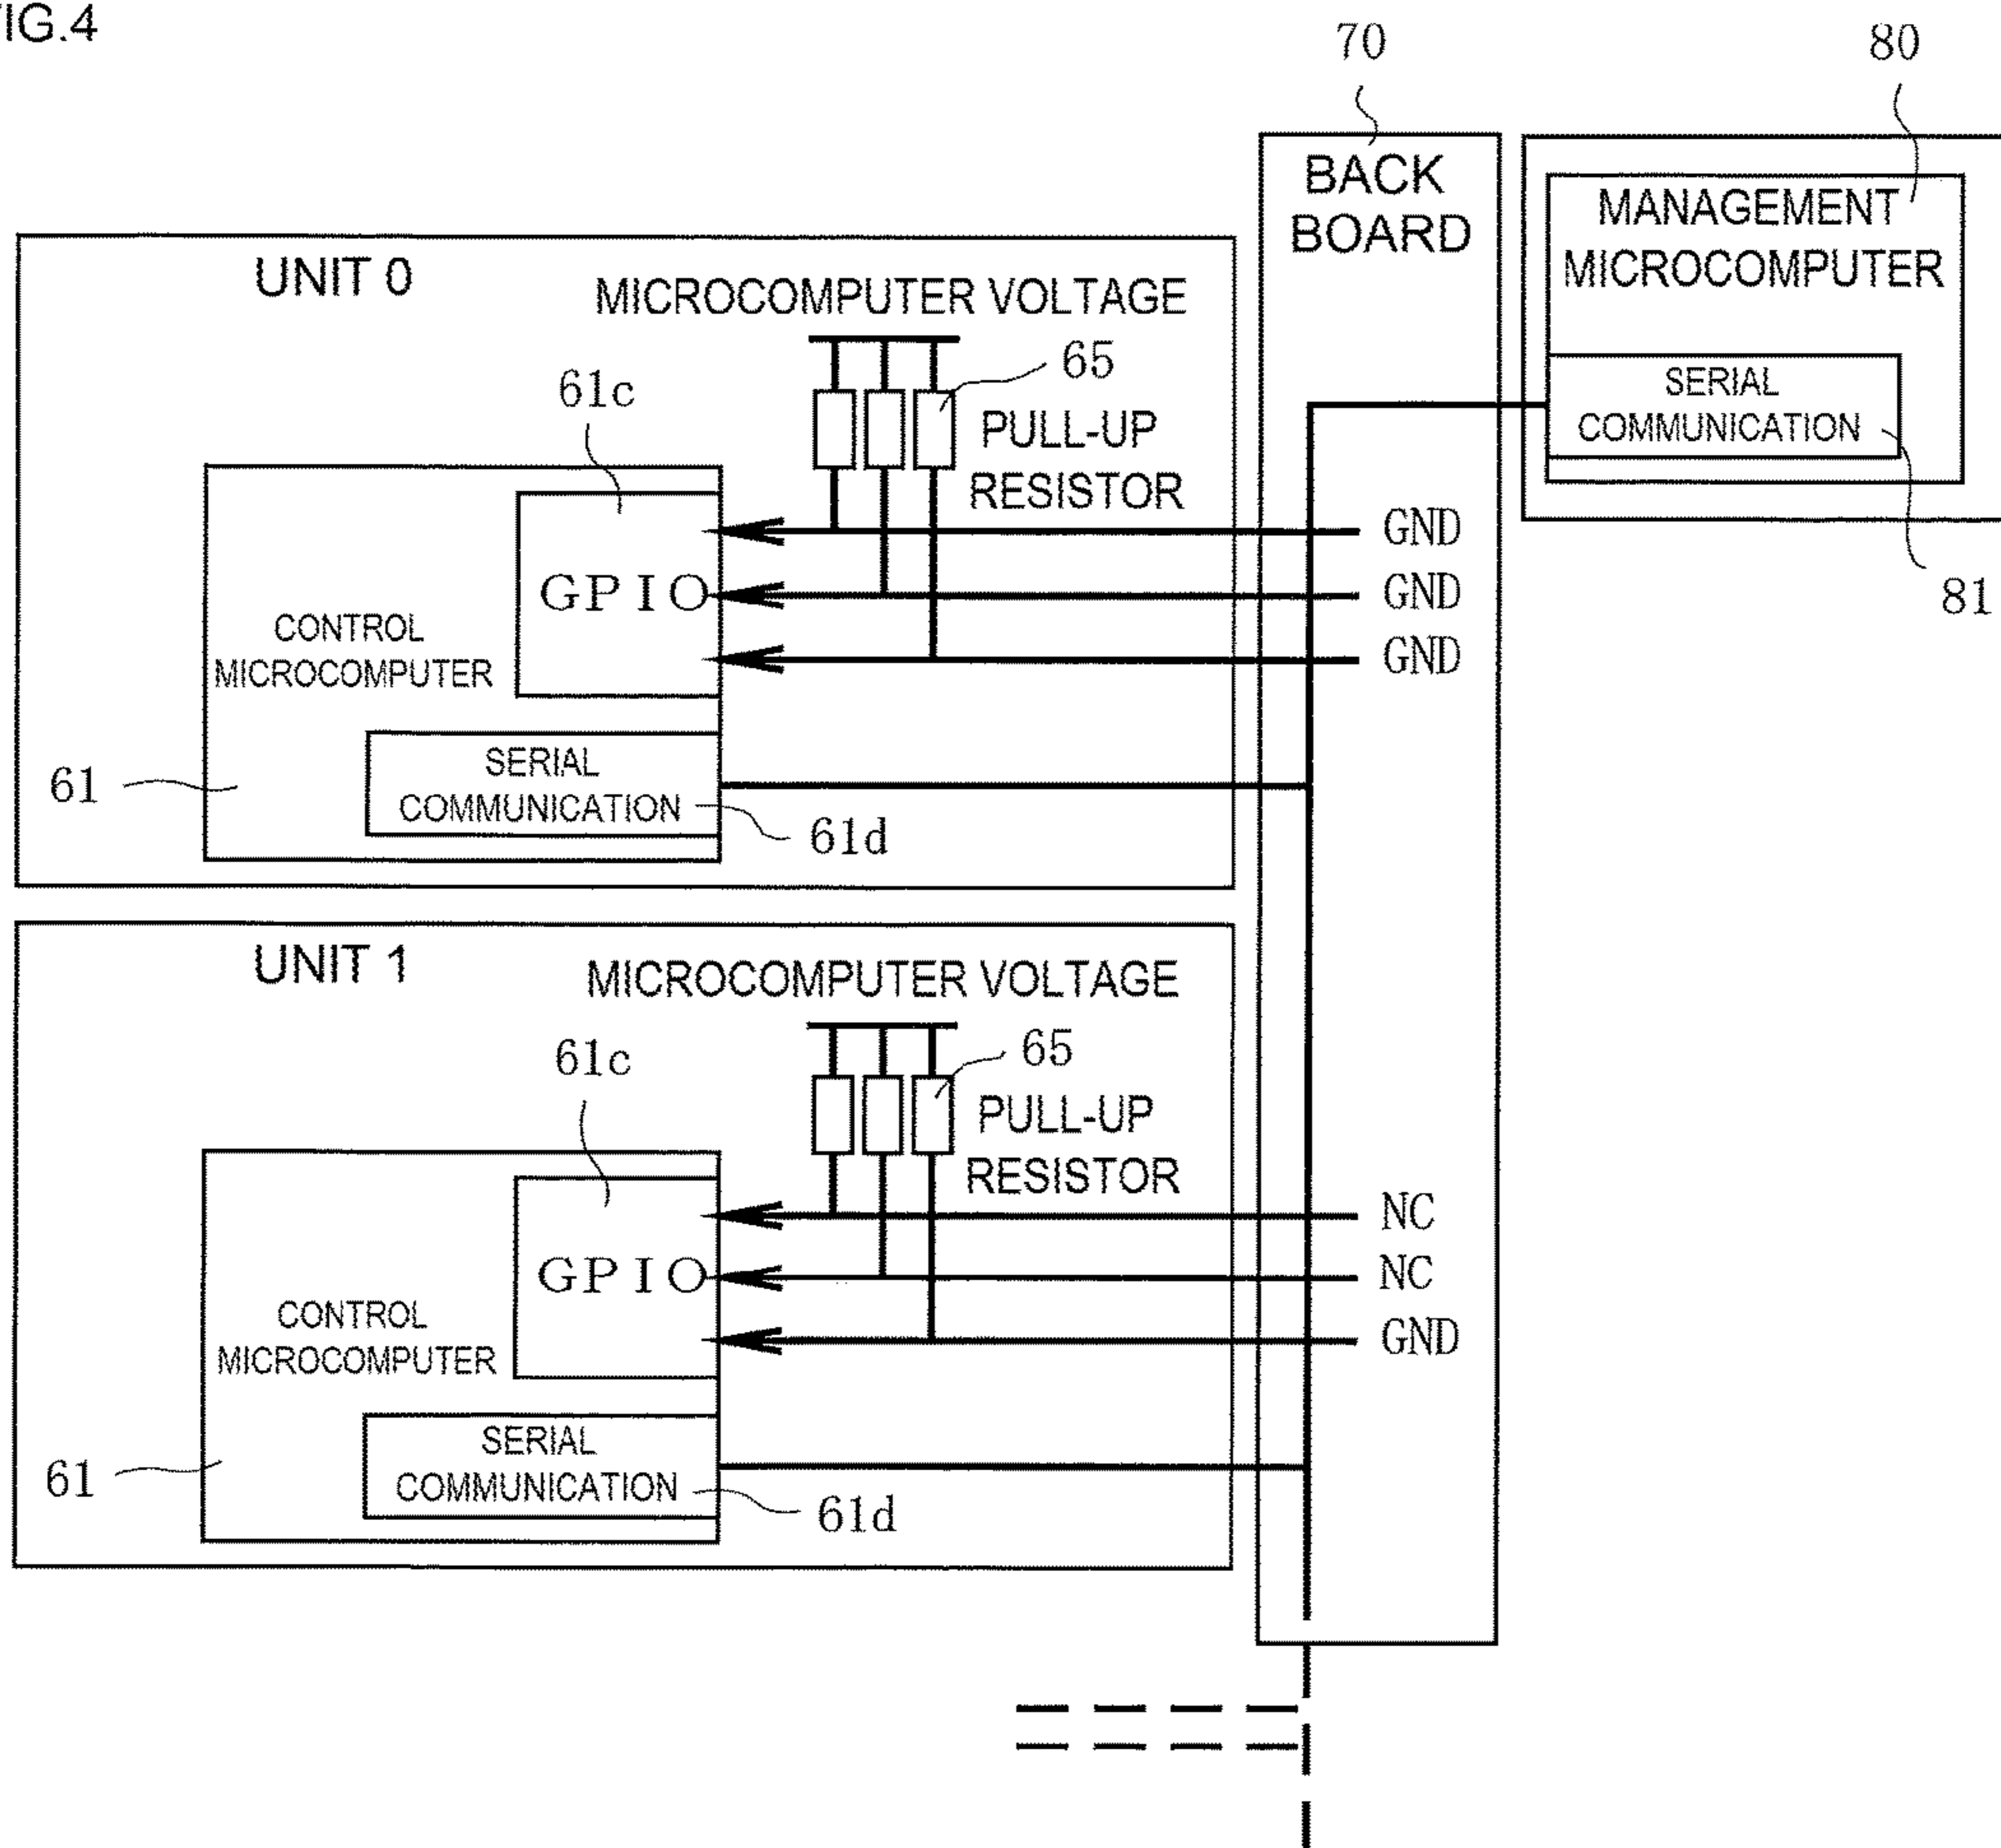 FIG.4
70
80
BACK
BOARD
MANAGEMENT
MICROCOMPUTER
SERIAL
COMMUNICATION
81
UNIT 0
MICROCOMPUTER VOLTAGE
65
PULL-UP
RESISTOR
61c
GPIO
CONTROL
MICROCOMPUTER
SERIAL
COMMUNICATION
61
61d
GND
GND
GND
UNIT 1
MICROCOMPUTER VOLTAGE
65
PULL-UP
RESISTOR
61c
GPIO
CONTROL
MICROCOMPUTER
SERIAL
COMMUNICATION
61
61d
NC
NC
GND